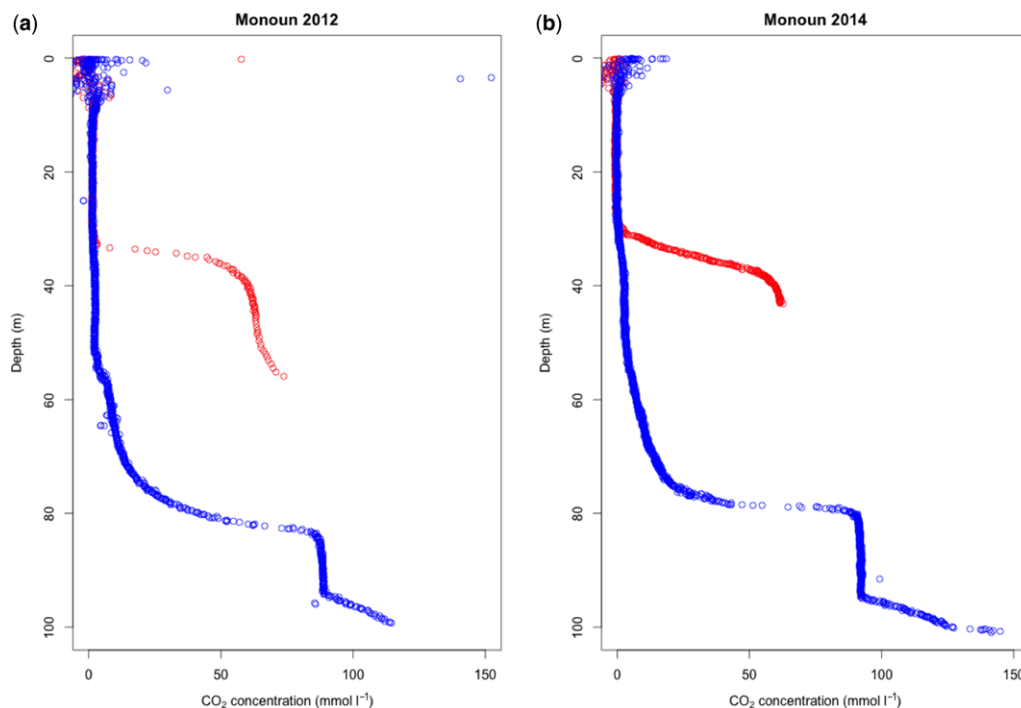 (a)
Monoun 2012
0
20
40
60
80
100
Depth (m)
0 50 100 150
CO₂ concentration (mmol l⁻¹)
(b)
Monoun 2014
0
20
40
60
80
100
Depth (m)
0 50 100 150
CO₂ concentration (mmol l⁻¹)